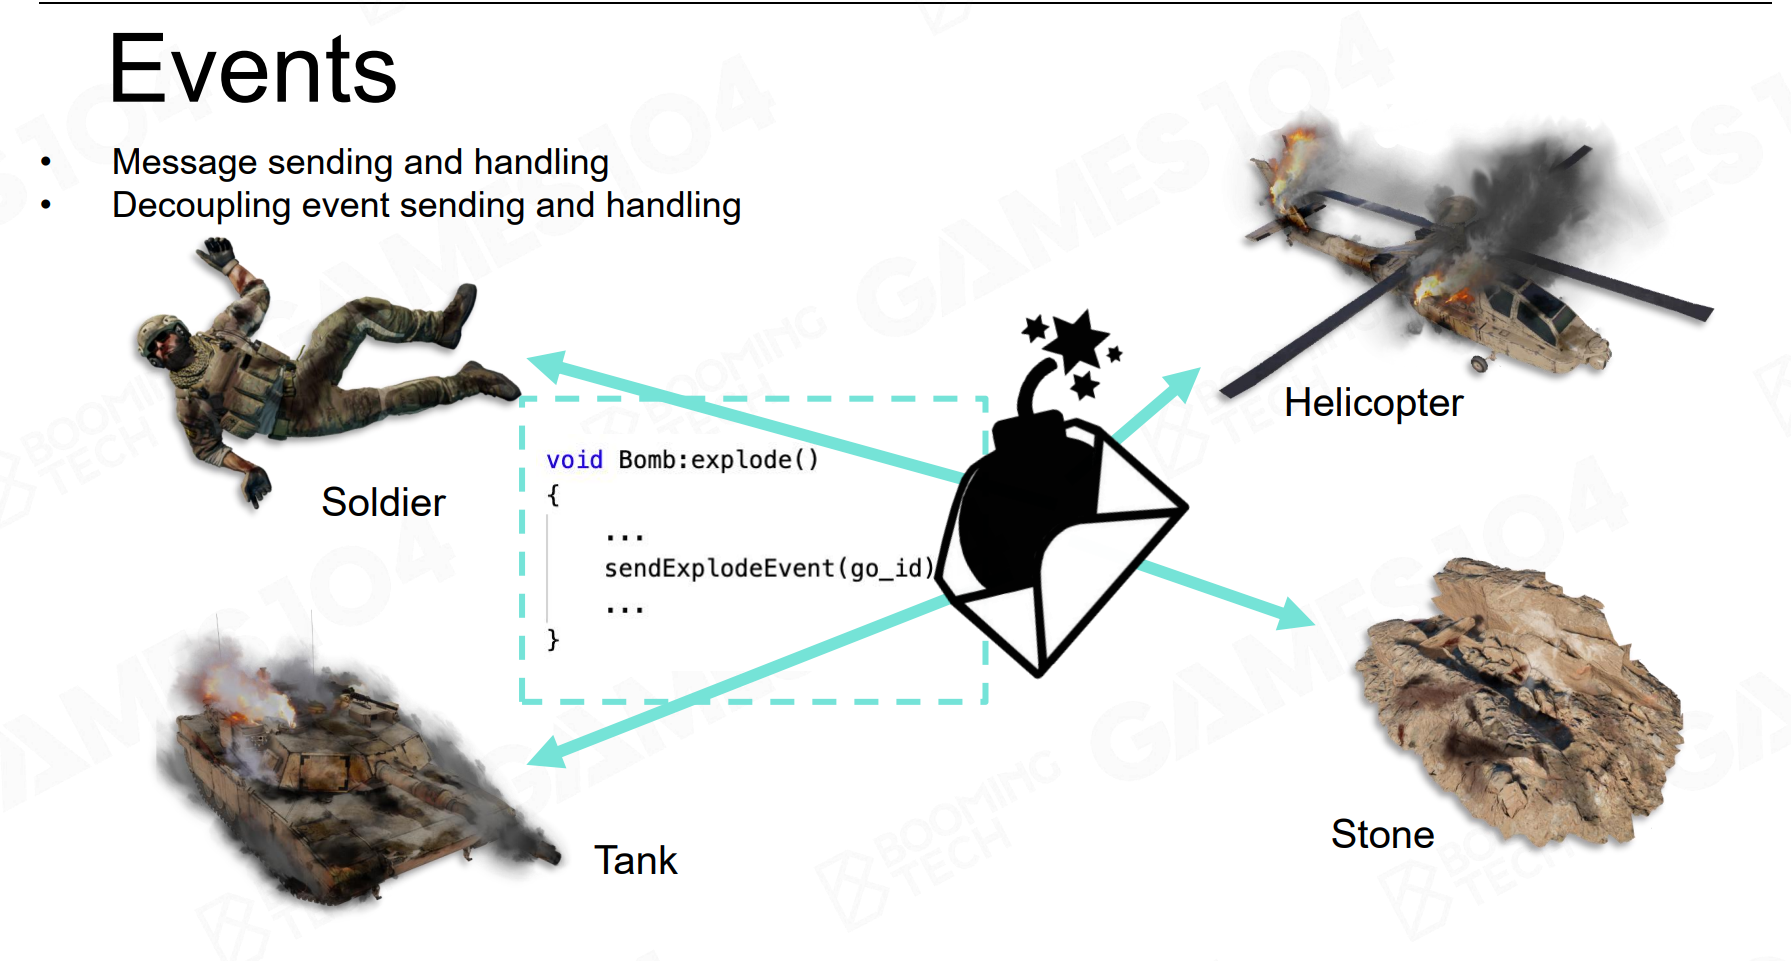 Events
• Message sending and handling
• Decoupling event sending and handling
Soldier
void Bomb:explode()
{
...
sendExplodeEvent(go_id)
...
}
Helicopter
Tank
Stone
GAMES104
BOOMING
TECH